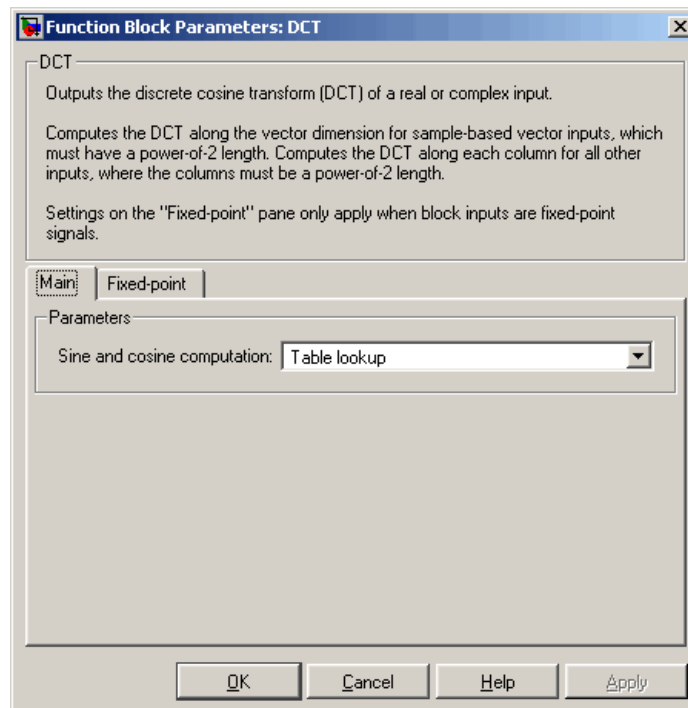 Function Block Parameters: DCT
DCT
Outputs the discrete cosine transform (DCT) of a real or complex input.
Computes the DCT along the vector dimension for sample-based vector inputs, which
must have a power-of-2 length. Computes the DCT along each column for all other
inputs, where the columns must be a power-of-2 length.
Settings on the "Fixed-point" pane only apply when block inputs are fixed-point
signals.
Main Fixed-point
Parameters
Sine and cosine computation: Table lookup
OK Cancel Help Apply